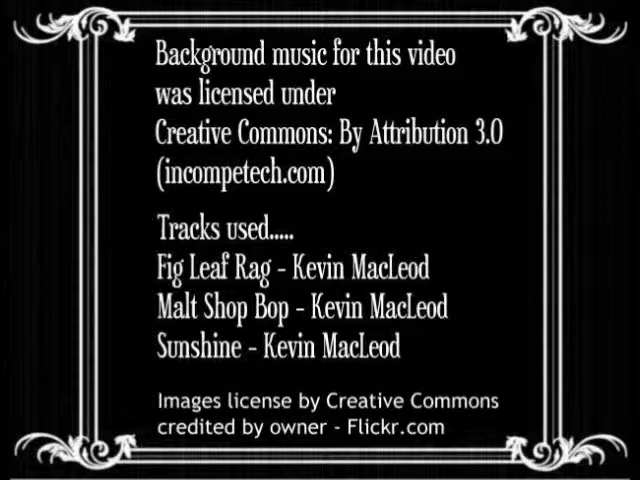 Background music for this video
was licensed under
Creative Commons: By Attribution 3.0
(incompetech.com)
Tracks used.....
Fig Leaf Rag - Kevin MacLeod
Malt Shop Bop - Kevin MacLeod
Sunshine - Kevin MacLeod
Images license by Creative Commons
credited by owner - Flickr.com